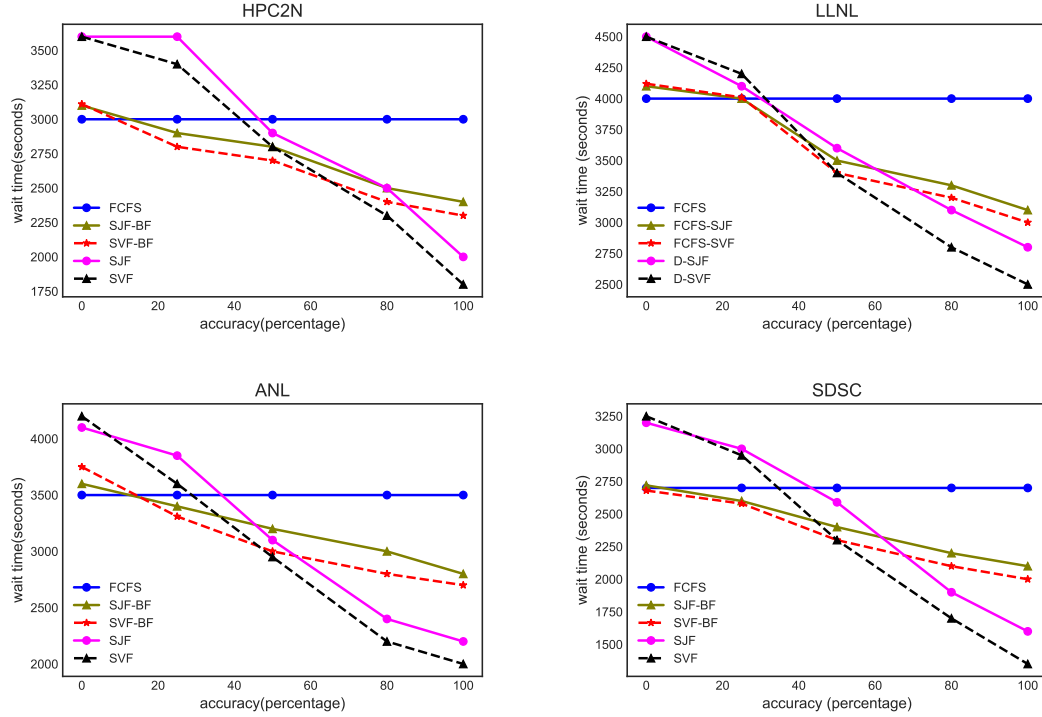 HPC2N
3500
3250
3000
2750
2500
2250
2000
1750
wait time(seconds)
FCFS
SJF-BF
SVF-BF
SJF
SVF
0 20 40 60 80 100
accuracy(percentage)
LLNL
4500
4250
4000
3750
3500
3250
3000
2750
2500
wait time (seconds)
FCFS
FCFS-SJF
FCFS-SVF
D-SJF
D-SVF
0 20 40 60 80 100
accuracy (percentage)
ANL
4000
3500
3000
2500
2000
wait time (seconds)
FCFS
SJF-BF
SVF-BF
SJF
SVF
0 20 40 60 80 100
accuracy(percentage)
SDSC
3250
3000
2750
2500
2250
2000
1750
1500
wait time (seconds)
FCFS
SJF-BF
SVF-BF
SJF
SVF
0 20 40 60 80 100
accuracy (percentage)